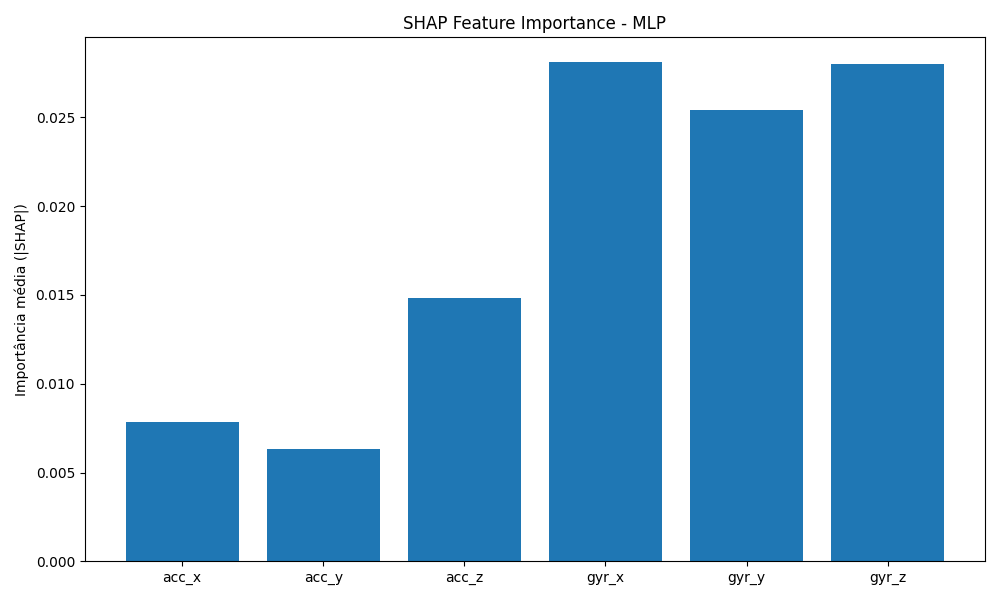 SHAP Feature Importance - MLP
Importância média (|SHAP|)
0.025
0.020
0.015
0.010
0.005
0.000
acc_x acc_y acc_z gyr_x gyr_y gyr_z